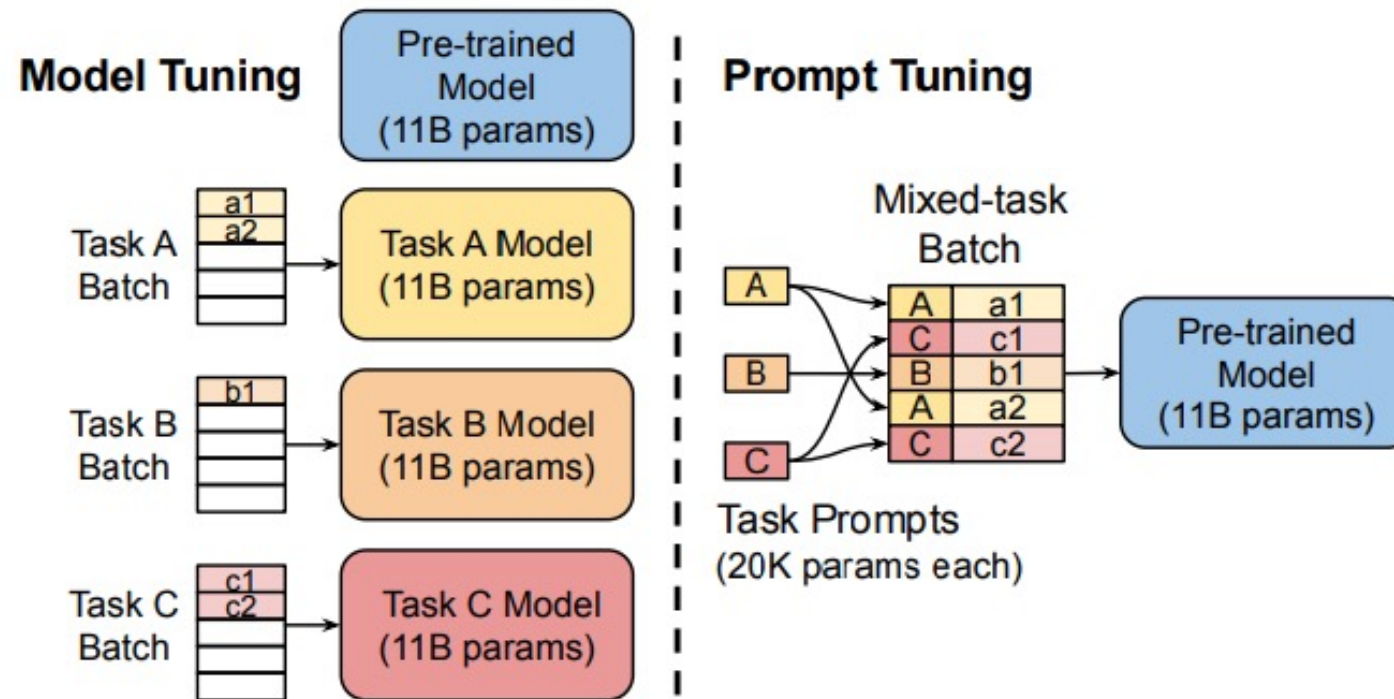 Model Tuning
Pre-trained
Model
(11B params)
a1
a2
Task A
Batch
Task A Model
(11B params)
b1
Task B
Batch
Task B Model
(11B params)
c1
c2
Task C
Batch
Task C Model
(11B params)
Prompt Tuning
Mixed-task
Batch
A
B
C
A a1
C c1
B b1
A a2
C c2
Pre-trained
Model
(11B params)
Task Prompts
(20K params each)